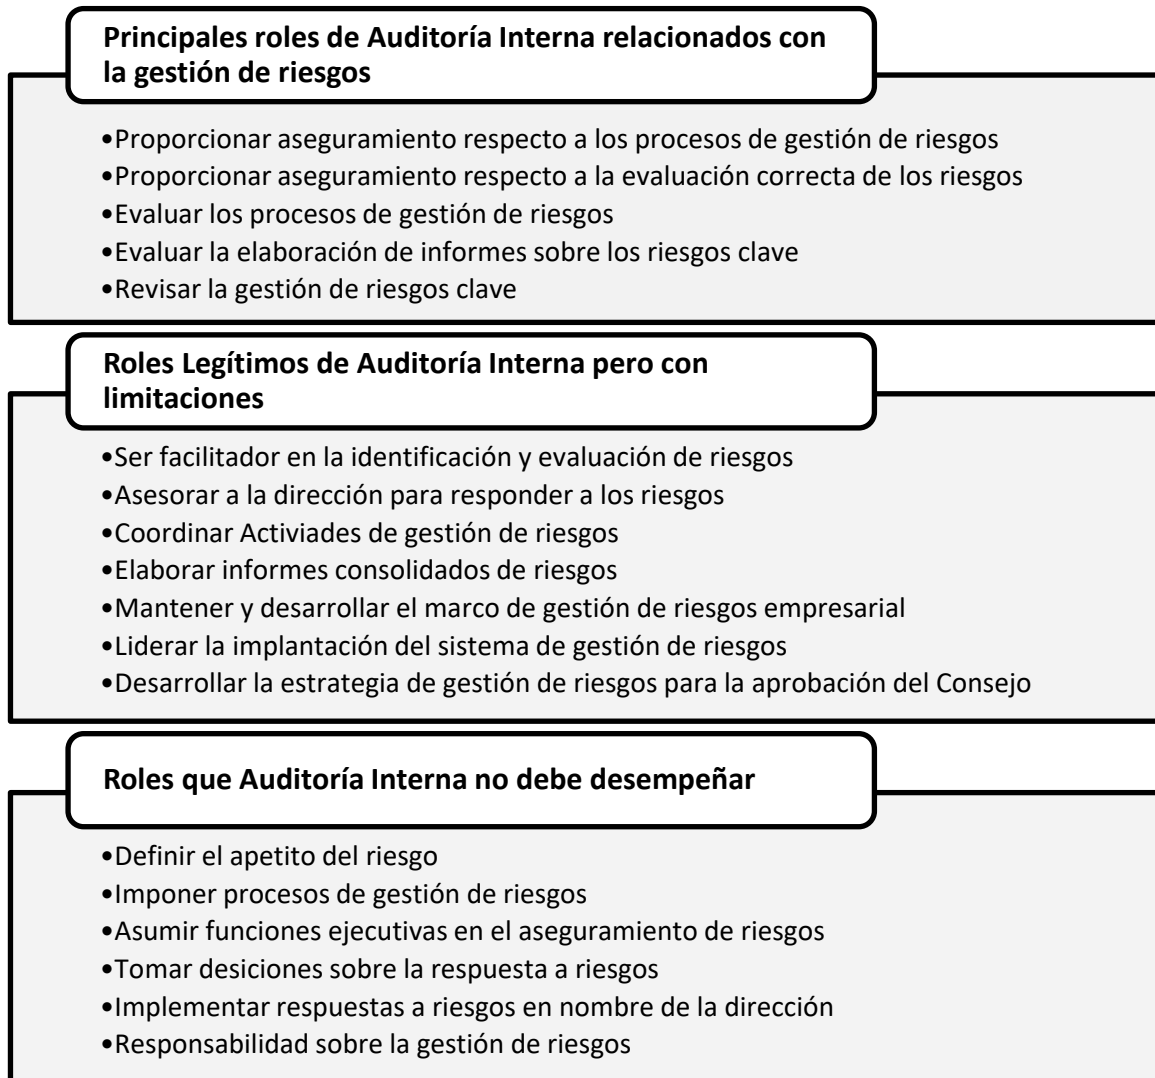 Principales roles de Auditoría Interna relacionados con
la gestión de riesgos
•Proporcionar aseguramiento respecto a los procesos de gestión de riesgos
•Proporcionar aseguramiento respecto a la evaluación correcta de los riesgos
•Evaluar los procesos de gestión de riesgos
•Evaluar la elaboración de informes sobre los riesgos clave
•Revisar la gestión de riesgos clave
Roles Legítimos de Auditoría Interna pero con
limitaciones
•Ser facilitador en la identificación y evaluación de riesgos
•Asesorar a la dirección para responder a los riesgos
•Coordinar Activiades de gestión de riesgos
•Elaborar informes consolidados de riesgos
•Mantener y desarrollar el marco de gestión de riesgos empresarial
•Liderar la implantación del sistema de gestión de riesgos
•Desarrollar la estrategia de gestión de riesgos para la aprobación del Consejo
Roles que Auditoría Interna no debe desempeñar
•Definir el apetito del riesgo
•Imponer procesos de gestión de riesgos
•Asumir funciones ejecutivas en el aseguramiento de riesgos
•Tomar desiciones sobre la respuesta a riesgos
•Implementar respuestas a riesgos en nombre de la dirección
•Responsabilidad sobre la gestión de riesgos